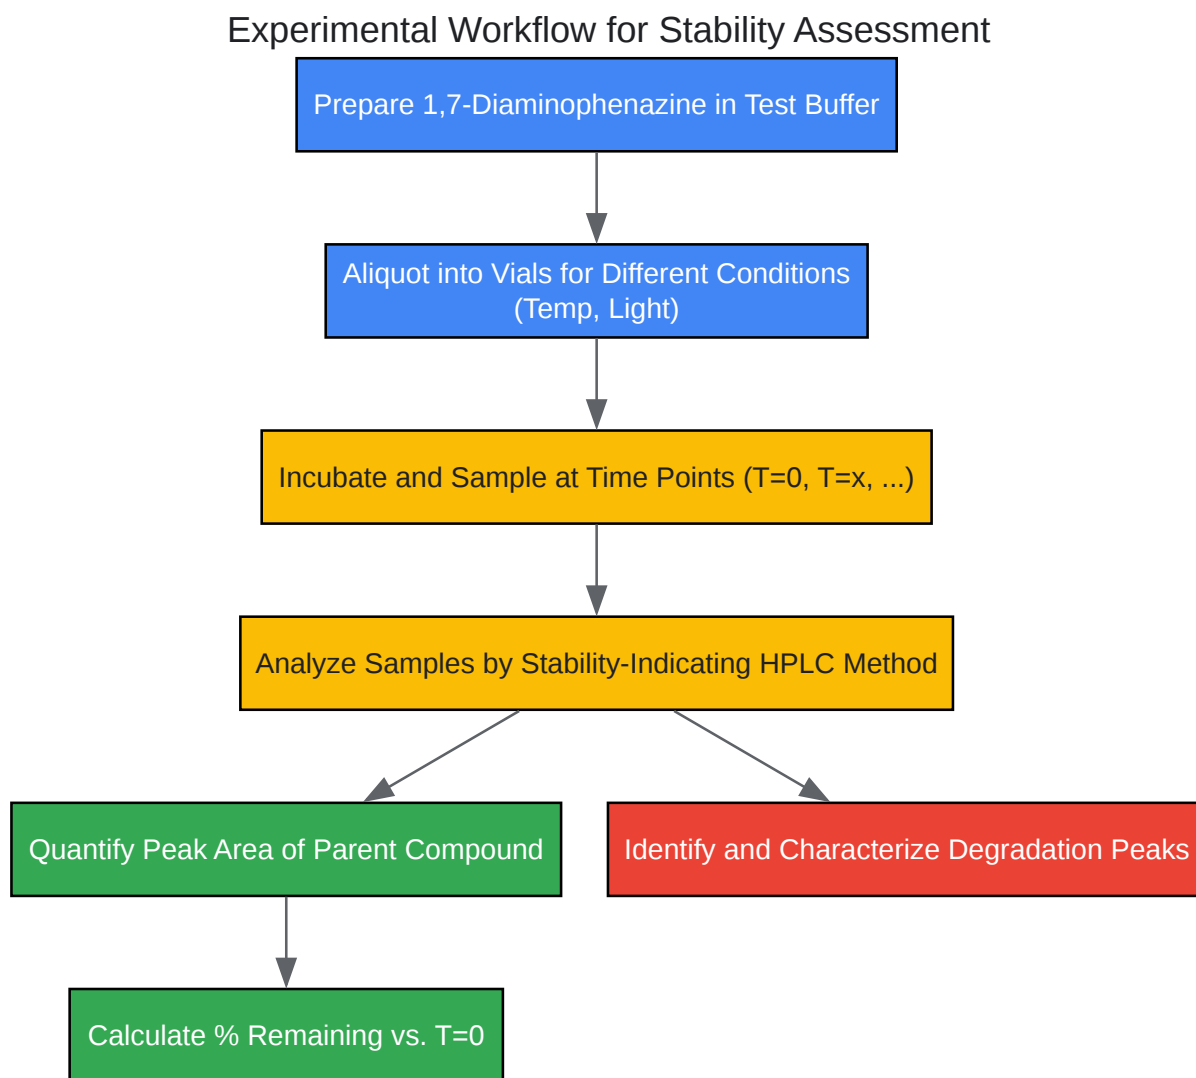 Experimental Workflow for Stability Assessment
Prepare 1,7-Diaminophenazine in Test Buffer
Aliquot into Vials for Different Conditions
(Temp, Light)
Incubate and Sample at Time Points (T=0, T=x, ...)
Analyze Samples by Stability-Indicating HPLC Method
Quantify Peak Area of Parent Compound
Identify and Characterize Degradation Peaks
Calculate % Remaining vs. T=0